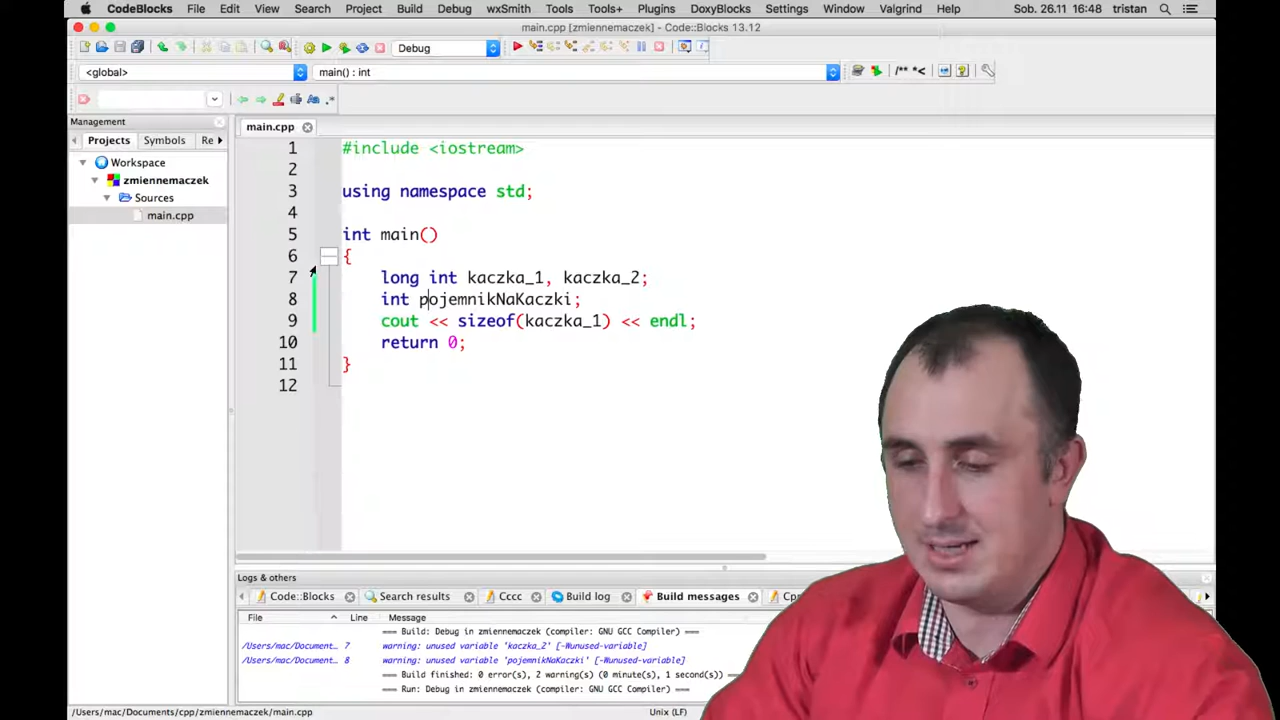 CodeBlocks File Edit View Search Project Build Debug wxSmith Tools Tools+ Plugins DoxyBlocks Settings Window Valgrind Help Sob. 26.11 16:48 tristan
main.cpp [zmiennemaczek] - Code::Blocks 13.12
Debug
<global> main() : int /** *<
Management
main.cpp
Projects Symbols Re
Workspace
zmiennemaczek
Sources
main.cpp
1 #include <iostream>
2
3 using namespace std;
4
5 int main()
6 {
7 long int kaczka_1, kaczka_2;
8 int pojemnikNaKaczki;
9 cout << sizeof(kaczka_1) << endl;
10 return 0;
11 }
12
Logs & others
Code::Blocks Search results Cccc Build log Build messages
File Line Message
=== Build: Debug in zmiennemaczek (compiler: GNU GCC Compiler) ===
/Users/mac/Document... 7 warning: unused variable 'kaczka_2' [-Wunused-variable]
/Users/mac/Document... 8 warning: unused variable 'pojemnikNaKaczki' [-Wunused-variable]
=== Build finished: 0 error(s), 2 warning(s) (0 minute(s), 1 second(s)) ===
=== Run: Debug in zmiennemaczek (compiler: GNU GCC Compiler) ===
/Users/mac/Documents/cpp/zmiennemaczek/main.cpp Unix (LF)